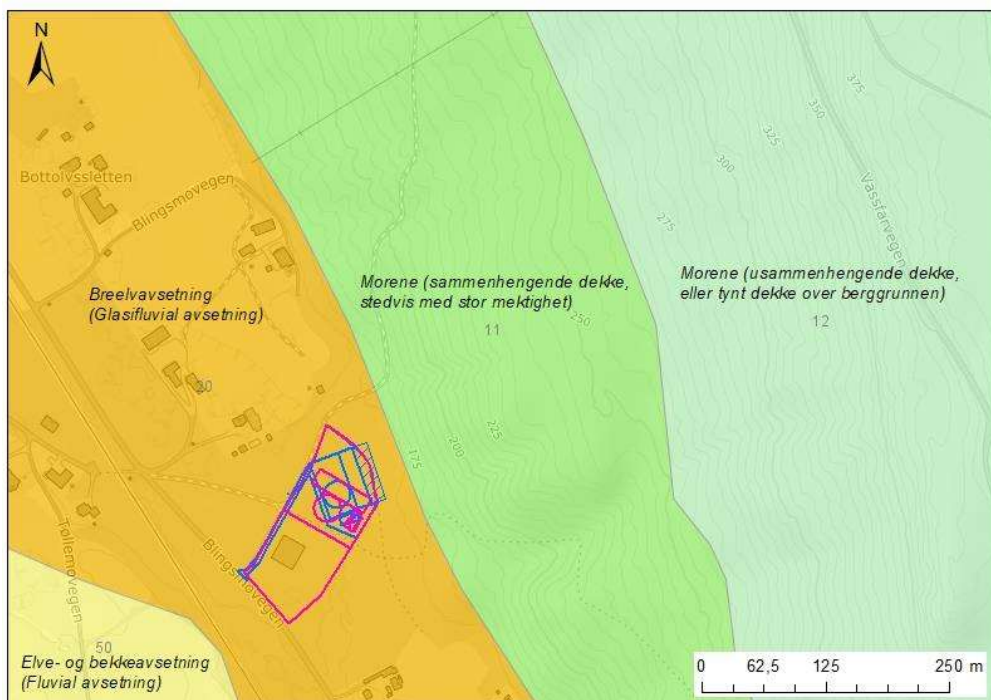 N
375
350
325
300
275
Bottolvssletten
Blingsmovegen
Vassfarvegen
Breelvavsetning
(Glasifluvial avsetning)
Morene (sammenhengende dekke,
stedvis med stor mektighet)
250
11
Morene (usammenhengende dekke,
eller tynt dekke over berggrunnen)
12
20
225
200
175
Tøllemovegen
Blingsmovegen
50
Elve- og bekkeavsetning
(Fluvial avsetning)
0 62,5 125 250 m